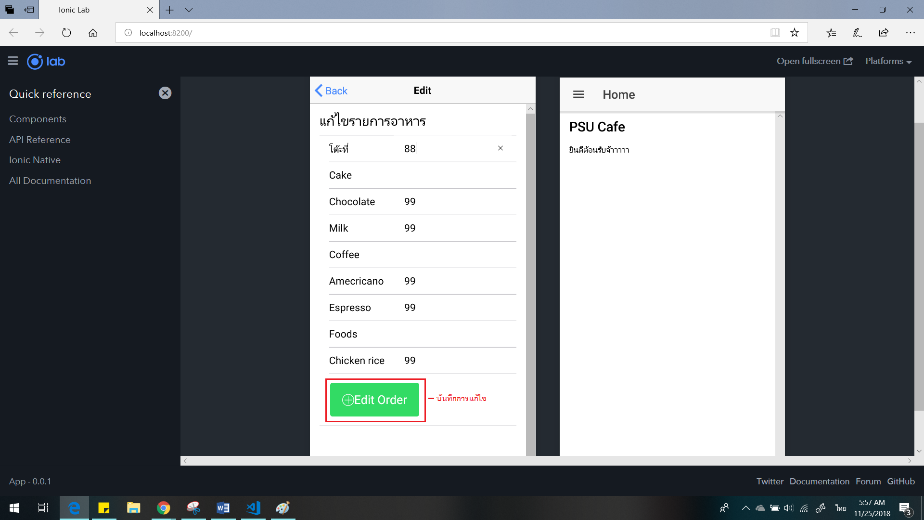 Ionic Lab
localhost:8200/
lab
Open fullscreen
Platforms
Quick reference
Components
API Reference
Ionic Native
All Documentation
Back
Edit
แก้ไขรายการอาหาร
โต๊ะที่ 88
Cake
Chocolate 99
Milk 99
Coffee
Amecricano 99
Espresso 99
Foods
Chicken rice 99
Edit Order
บันทึกการแก้ไข
Home
PSU Cafe
ยินดีต้อนรับจ้าาาาา
App - 0.0.1
Twitter Documentation Forum GitHub
ไทย
5:57 AM
11/25/2018
3